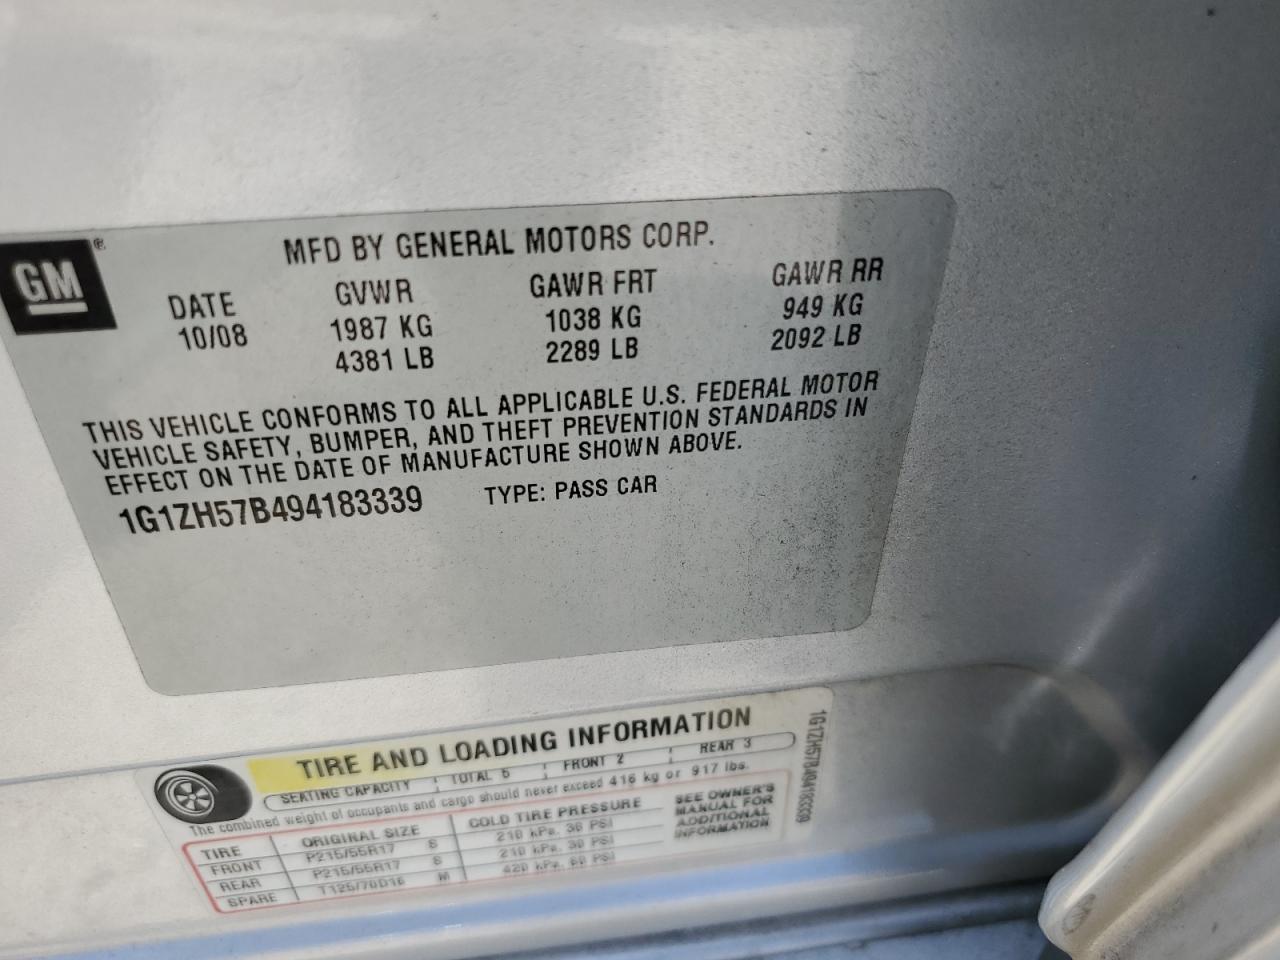 GM®
MFD BY GENERAL MOTORS CORP.
DATE GVWR GAWR FRT GAWR RR
10/08 1987 KG 1038 KG 949 KG
4381 LB 2289 LB 2092 LB
THIS VEHICLE CONFORMS TO ALL APPLICABLE U.S. FEDERAL MOTOR
VEHICLE SAFETY, BUMPER, AND THEFT PREVENTION STANDARDS IN
EFFECT ON THE DATE OF MANUFACTURE SHOWN ABOVE.
1G1ZH57B494183339 TYPE: PASS CAR
TIRE AND LOADING INFORMATION
SEATING CAPACITY TOTAL 5 FRONT 2 REAR 3
The combined weight of occupants and cargo should never exceed 416 kg or 917 lbs.
TIRE ORIGINAL SIZE COLD TIRE PRESSURE
FRONT P215/55R17 S 210 kPa, 30 PSI
REAR P215/55R17 S 210 kPa, 30 PSI
SPARE T125/70D16 M 420 kPa, 60 PSI
SEE OWNER'S
MANUAL FOR
ADDITIONAL
INFORMATION
1G1ZH57B494183339